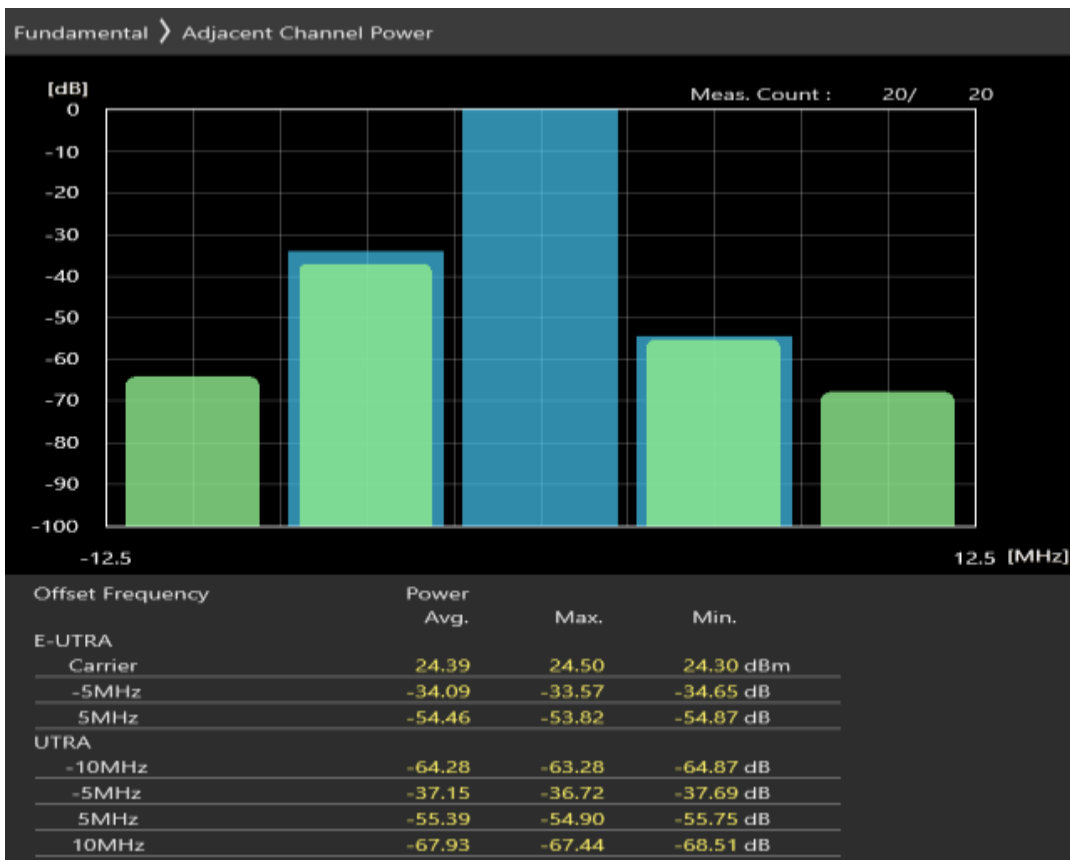 Fundamental 〉 Adjacent Channel Power
[dB]
Meas. Count : 20/ 20
0
-10
-20
-30
-40
-50
-60
-70
-80
-90
-100
-12.5 12.5 [MHz]
Offset Frequency Power
Avg. Max. Min.
E-UTRA
Carrier 24.39 24.50 24.30 dBm
-5MHz -34.09 -33.57 -34.65 dB
5MHz -54.46 -53.82 -54.87 dB
UTRA
-10MHz -64.28 -63.28 -64.87 dB
-5MHz -37.15 -36.72 -37.69 dB
5MHz -55.39 -54.90 -55.75 dB
10MHz -67.93 -67.44 -68.51 dB